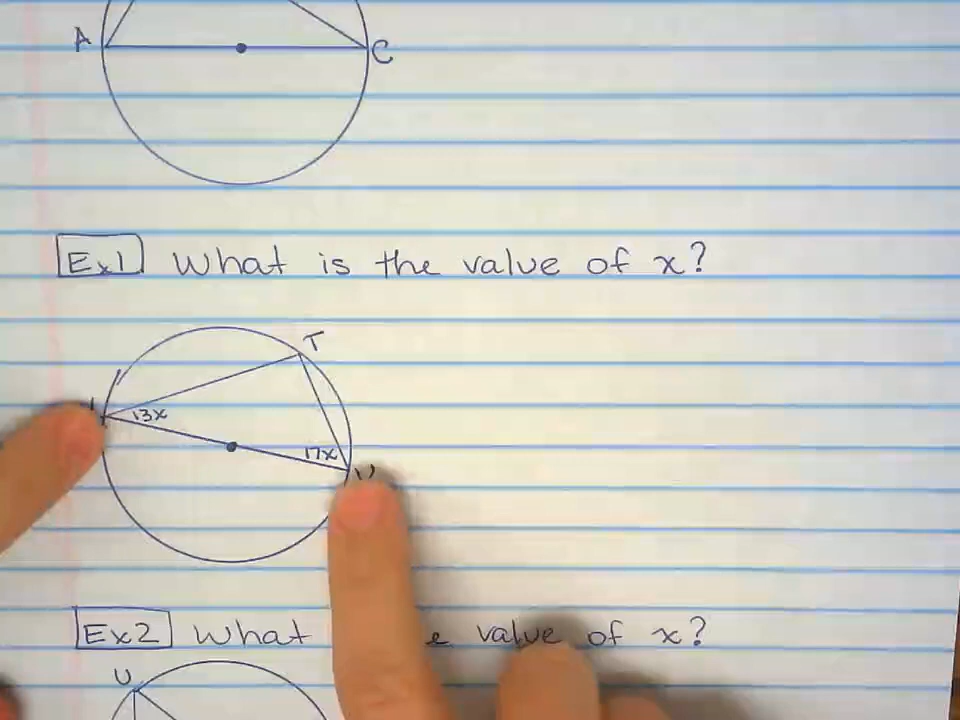 A
C
Ex1 What is the value of x?
T
13x
17x
Ex2 What value of x?
U